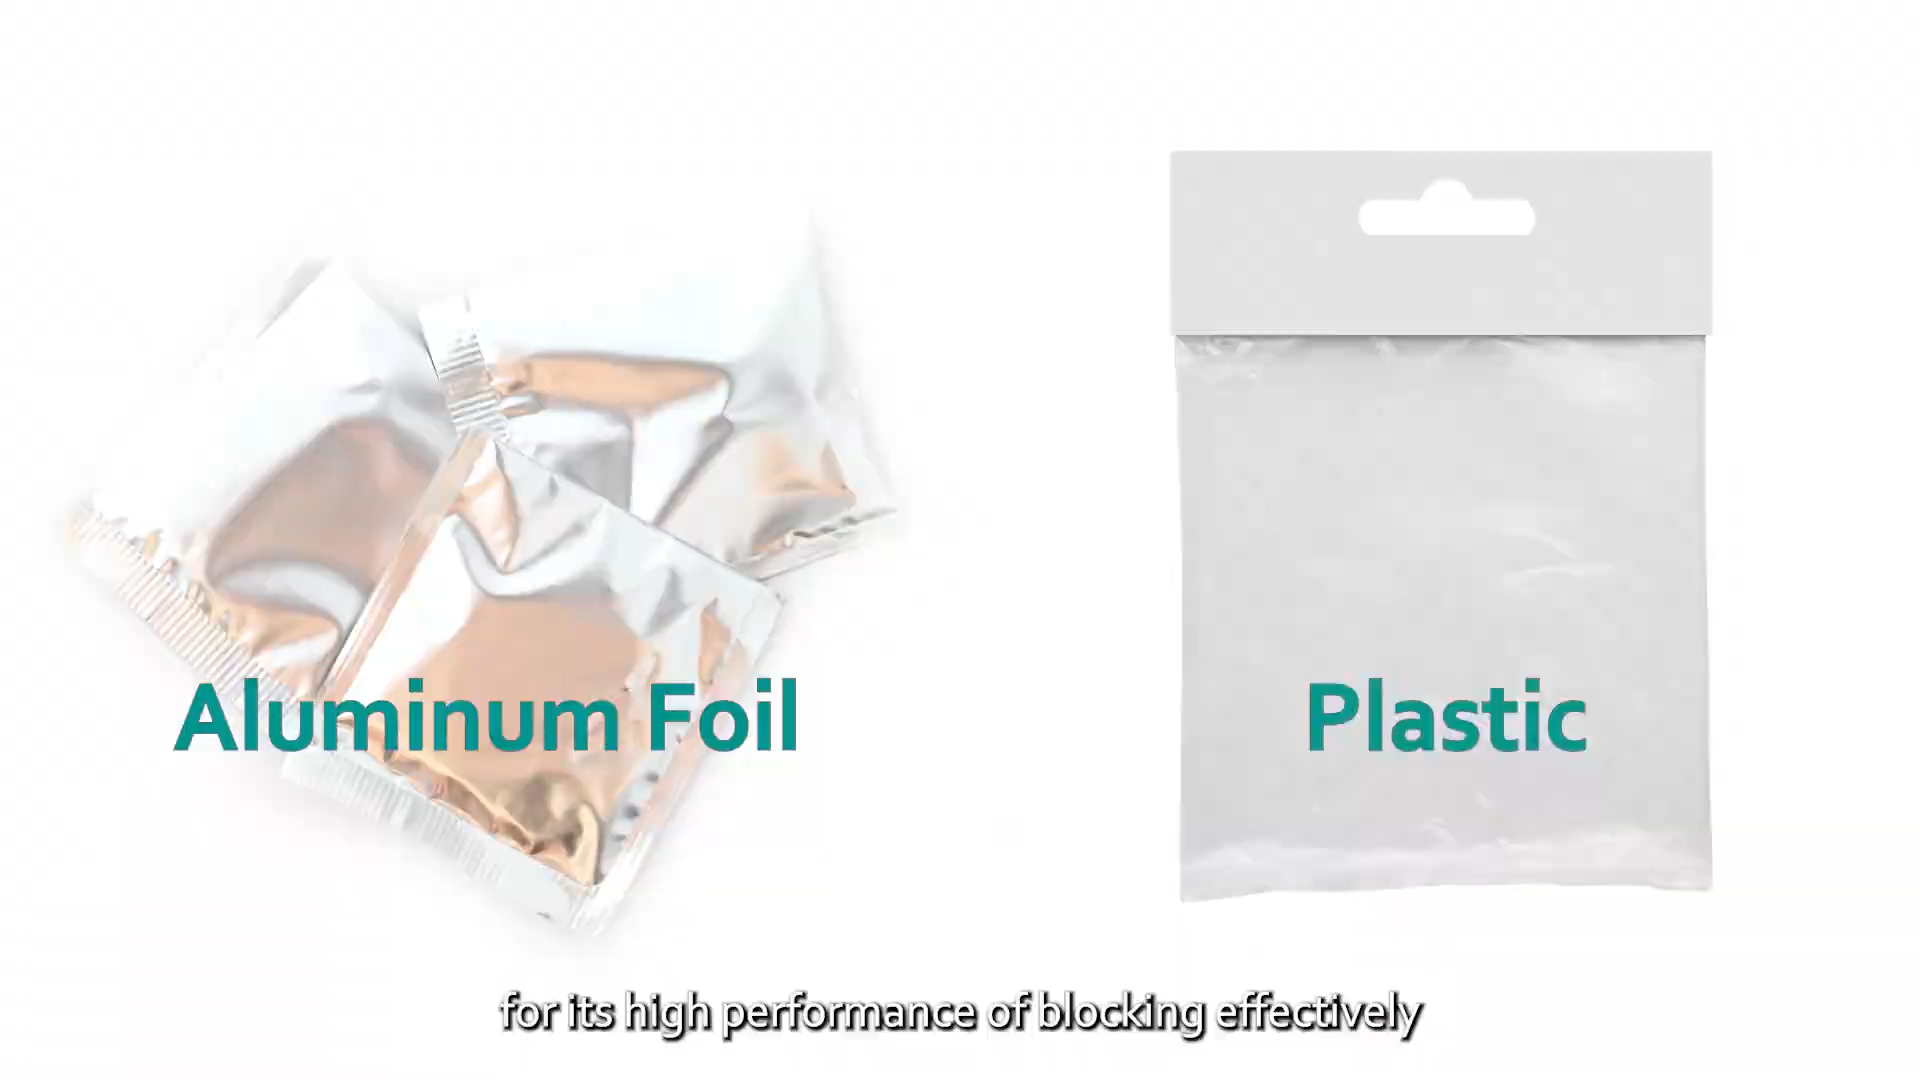 Aluminum Foil
Plastic
for its high performance of blocking effectively